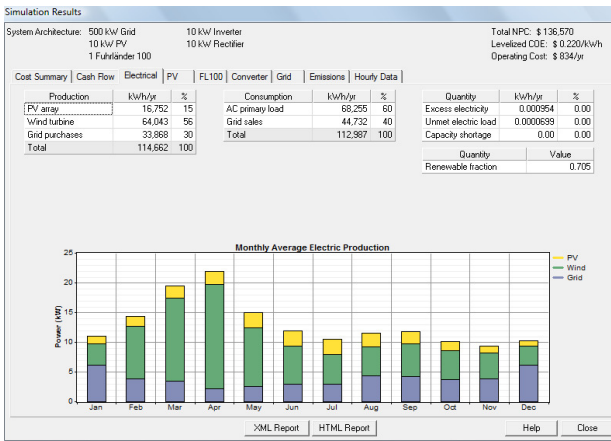 Simulation Results
System Architecture: 500 kW Grid 10 kW Inverter Total NPC: $ 136,570
10 kW PV 10 kW Rectifier Levelized COE: $ 0.220/kWh
1 Fuhrländer 100 Operating Cost: $ 834/yr
Cost Summary Cash Flow Electrical PV FL100 Converter Grid Emissions Hourly Data
Production kWh/yr % Consumption kWh/yr % Quantity kWh/yr %
PV array 16,752 15 AC primary load 68,255 60 Excess electricity 0.000954 0.00
Wind turbine 64,043 56 Grid sales 44,732 40 Unmet electric load 0.0000699 0.00
Grid purchases 33,868 30 Total 112,987 100 Capacity shortage 0.00 0.00
Total 114,662 100
Quantity Value
Renewable fraction 0.705
Monthly Average Electric Production
25
20
15
10
5
0
Power (kW)
PV
Wind
Grid
Jan Feb Mar Apr May Jun Jul Aug Sep Oct Nov Dec
XML Report HTML Report Help Close